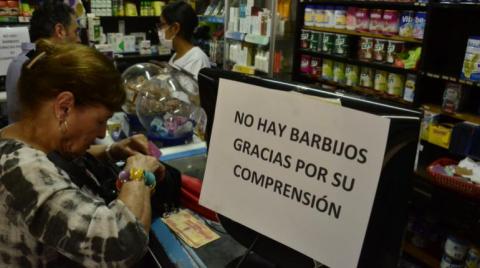 NO HAY BARBIJOS
GRACIAS POR SU
COMPRENSIÓN